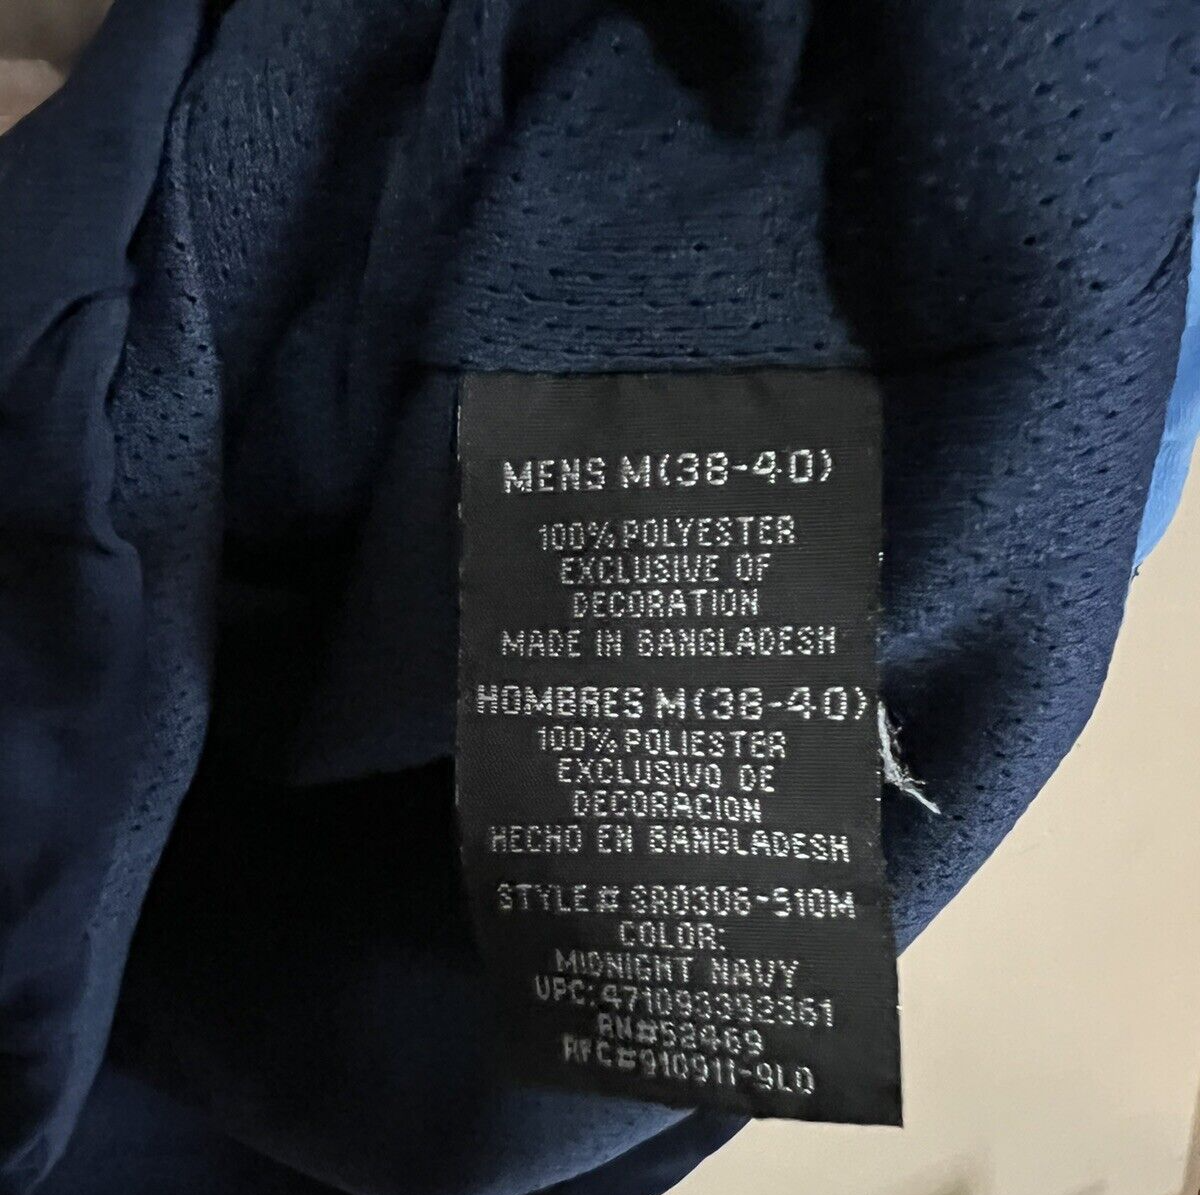 MENS M(38-40)
100% POLYESTER
EXCLUSIVE OF
DECORATION
MADE IN BANGLADESH
HOMBRES M(38-40)
100% POLIESTER
EXCLUSIVO DE
DECORACION
HECHO EN BANGLADESH
STYLE# SR0306-S10M
COLOR:
MIDNIGHT NAVY
UPC:471093392361
RN#52469
RFC#910911-9L0